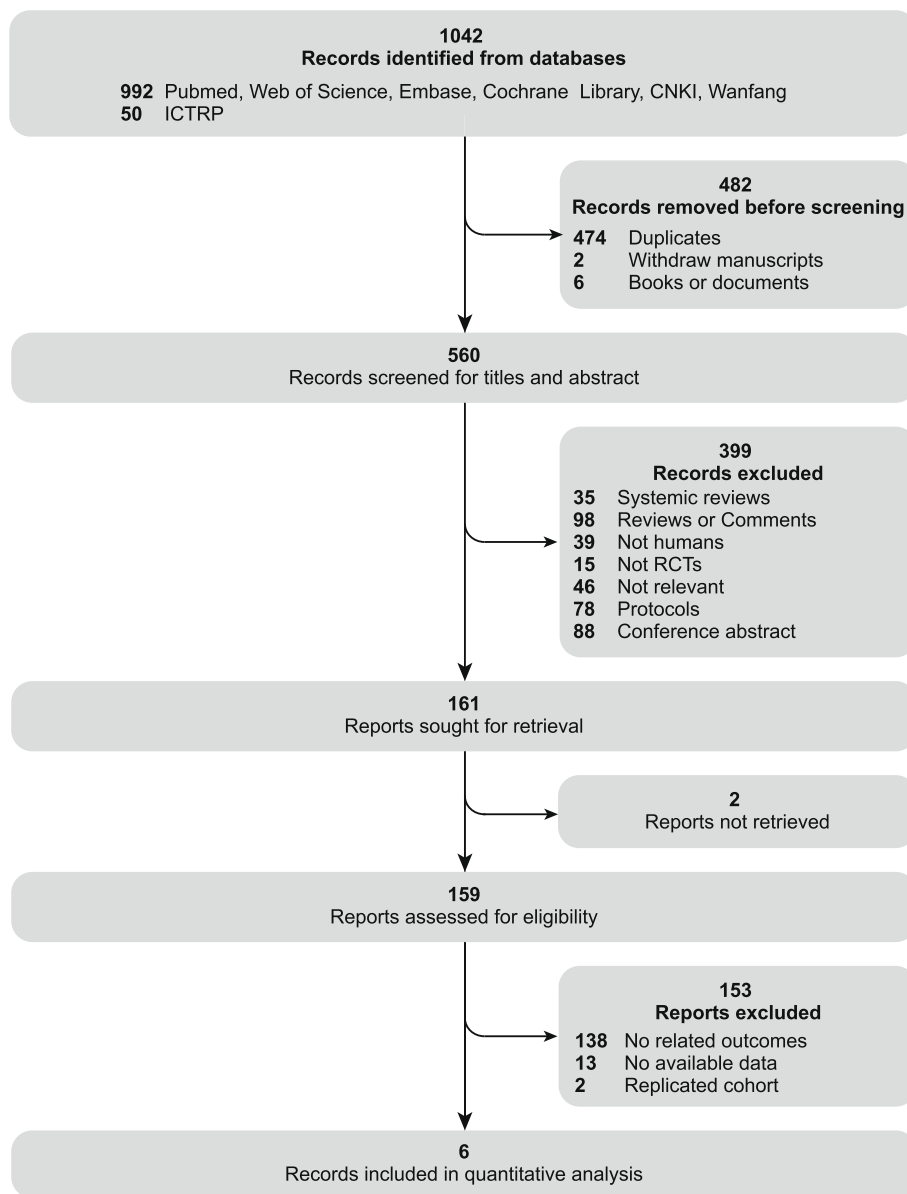 1042
Records identified from databases
992 Pubmed, Web of Science, Embase, Cochrane Library, CNKI, Wanfang
50 ICTRP
482
Records removed before screening
474 Duplicates
2 Withdraw manuscripts
6 Books or documents
560
Records screened for titles and abstract
399
Records excluded
35 Systemic reviews
98 Reviews or Comments
39 Not humans
15 Not RCTs
46 Not relevant
78 Protocols
88 Conference abstract
161
Reports sought for retrieval
2
Reports not retrieved
159
Reports assessed for eligibility
153
Reports excluded
138 No related outcomes
13 No available data
2 Replicated cohort
6
Records included in quantitative analysis